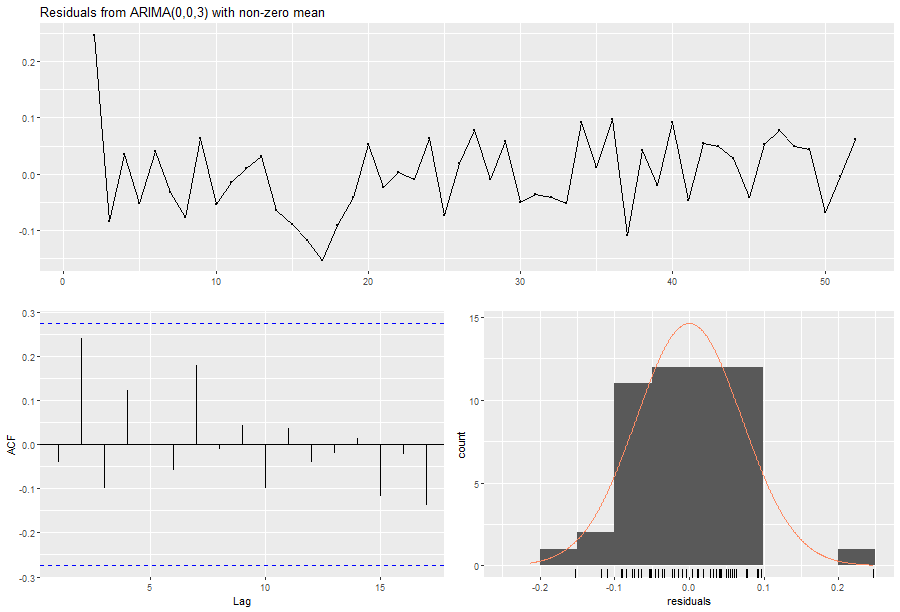 Residuals from ARIMA(0,0,3) with non-zero mean
0.2
0.1
0.0
-0.1
0 10 20 30 40 50
0.3
0.2
0.1
0.0
-0.1
-0.2
-0.3
ACF
5 10 15
Lag
15
10
5
0
count
-0.2 -0.1 0.0 0.1 0.2
residuals